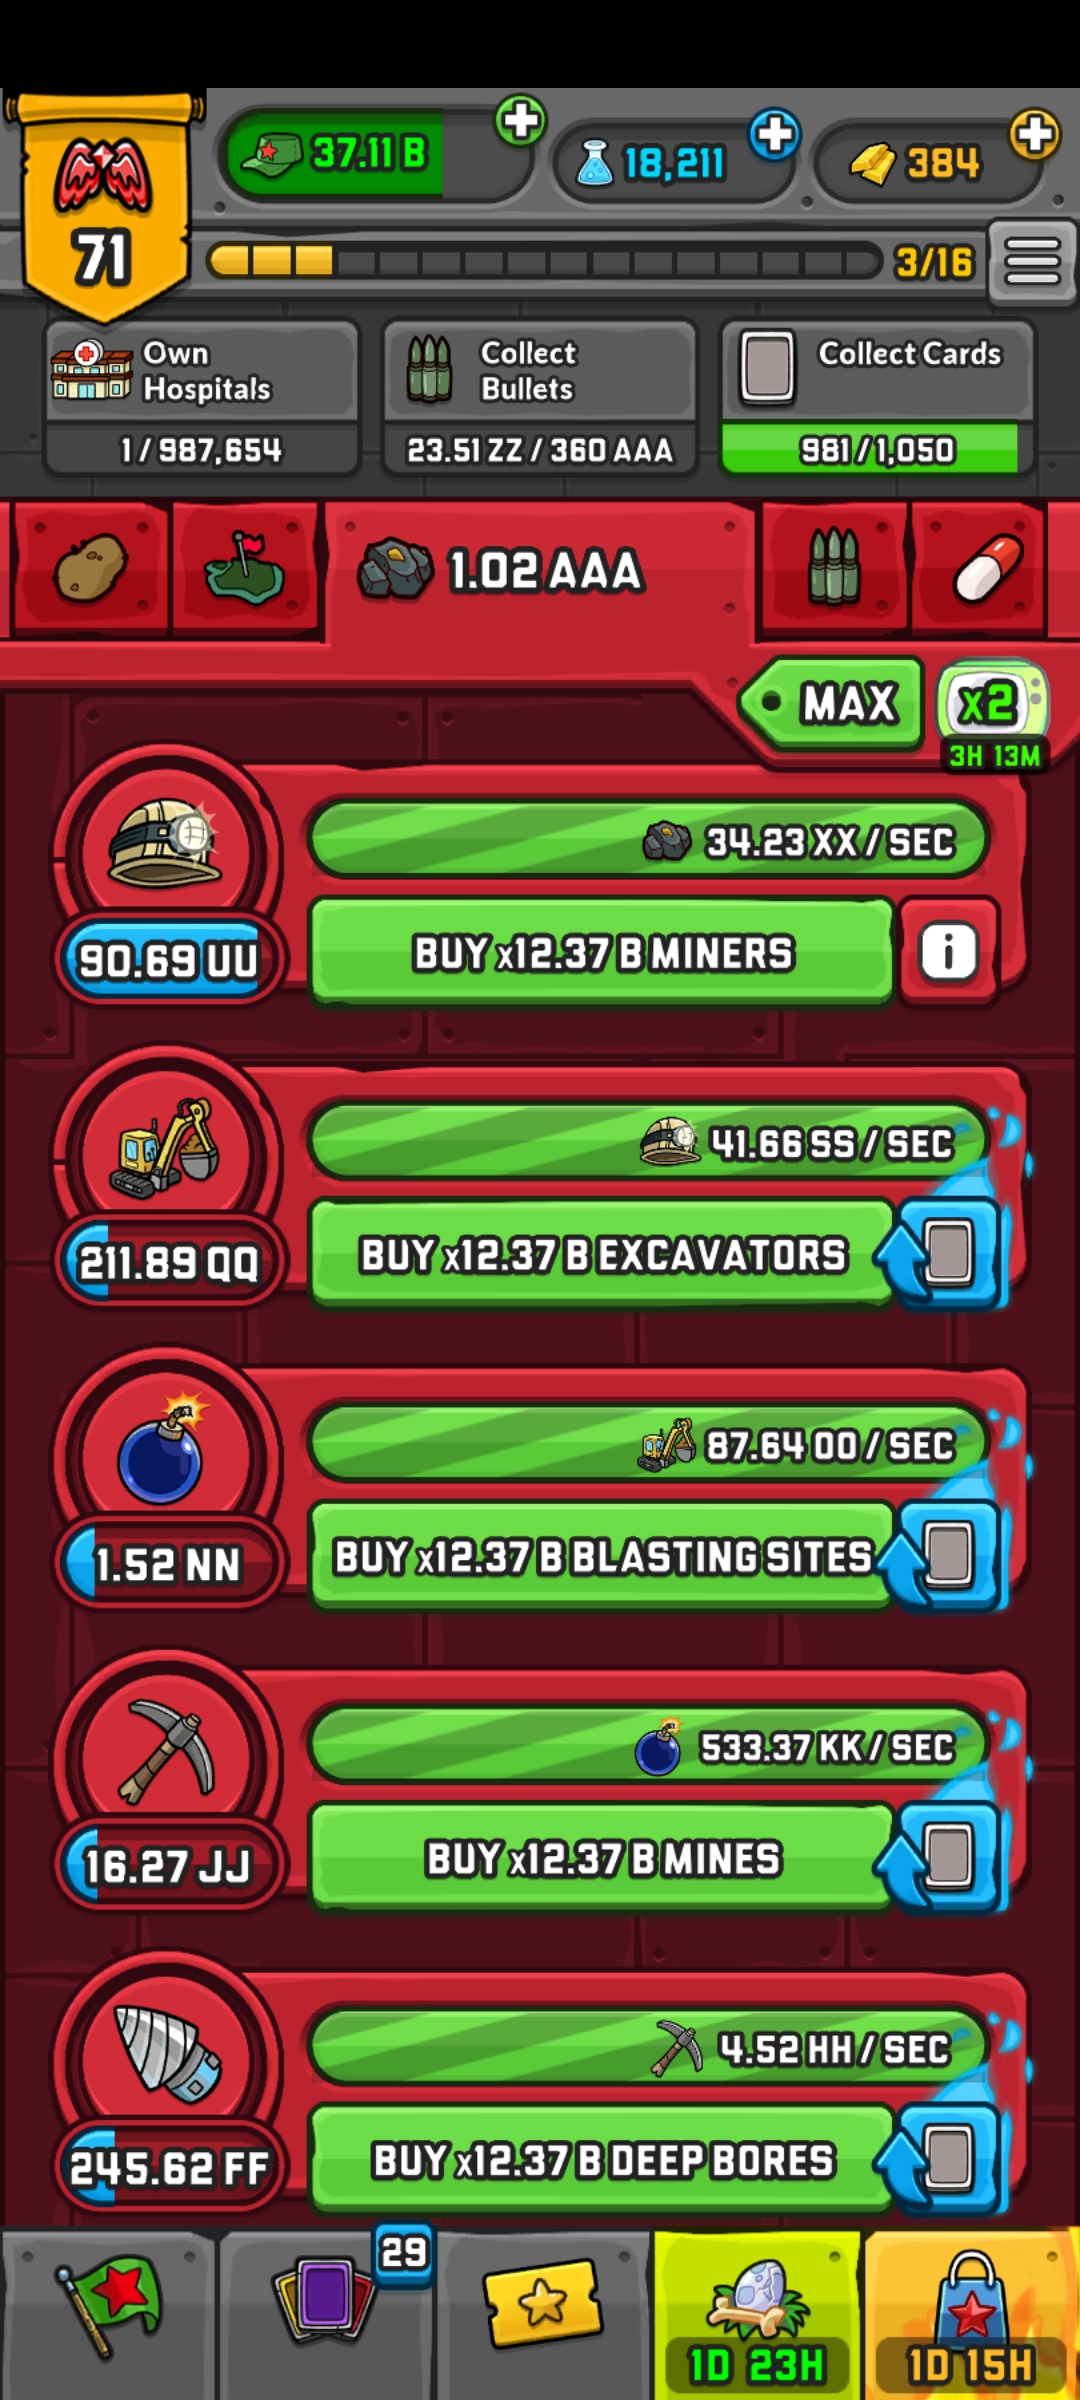 71
37.11 B
18,211
384
3/16
Own
Hospitals
1 / 987,654
Collect
Bullets
23.51 ZZ / 360 AAA
Collect Cards
981 / 1,050
1.02 AAA
MAX
x2
3H 13M
34.23 XX / SEC
90.69 UU
BUY x12.37 B MINERS
i
41.66 SS / SEC
211.89 QQ
BUY x12.37 B EXCAVATORS
87.64 OO / SEC
1.52 NN
BUY x12.37 B BLASTING SITES
533.37 KK / SEC
16.27 JJ
BUY x12.37 B MINES
4.52 HH / SEC
245.62 FF
BUY x12.37 B DEEP BORES
29
1D 23H
1D 15H